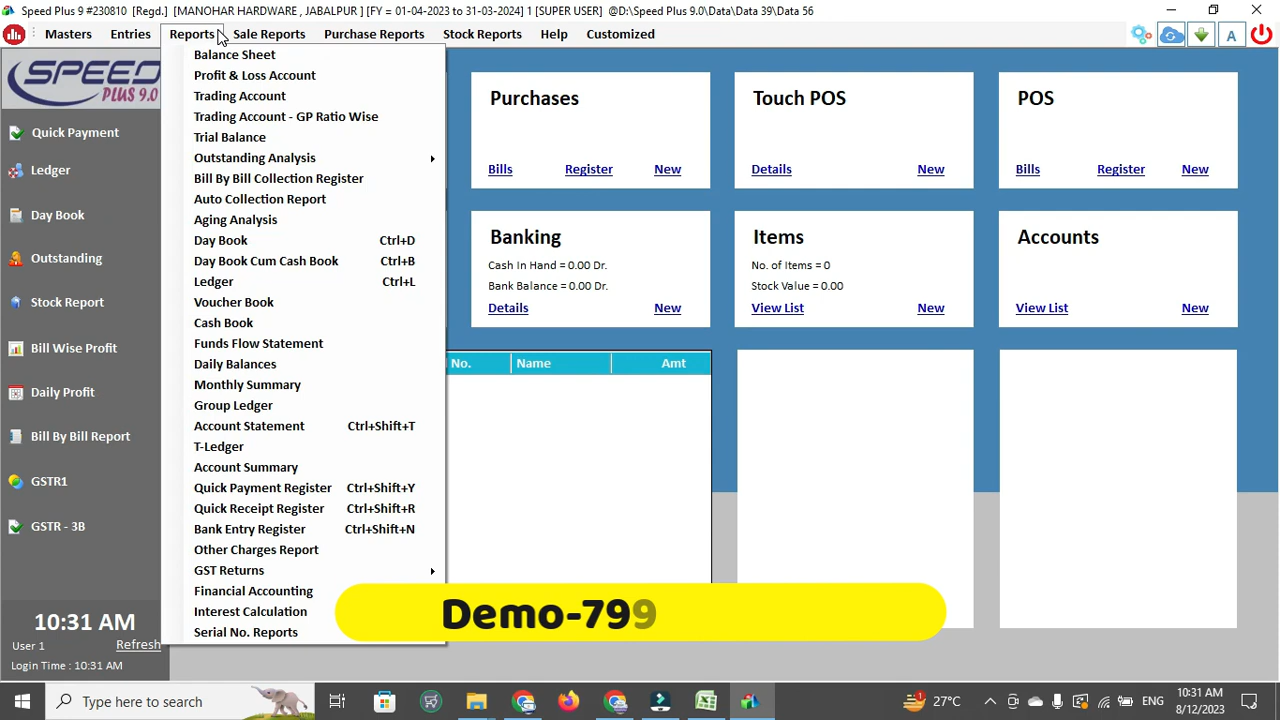 Speed Plus 9 #230810 [Regd.] [MANOHAR HARDWARE , JABALPUR ] [FY = 01-04-2023 to 31-03-2024] 1 [SUPER USER] @D:\Speed Plus 9.0\Data\Data 39\Data 56
Masters Entries Reports Sale Reports Purchase Reports Stock Reports Help Customized A
SPEED
PLUS 9.0
Quick Payment
Ledger
Day Book
Outstanding
Stock Report
Bill Wise Profit
Daily Profit
Bill By Bill Report
GSTR1
GSTR - 3B
10:31 AM
User 1 Refresh
Login Time : 10:31 AM
Balance Sheet
Profit & Loss Account
Trading Account
Trading Account - GP Ratio Wise
Trial Balance
Outstanding Analysis
Bill By Bill Collection Register
Auto Collection Report
Aging Analysis
Day Book Ctrl+D
Day Book Cum Cash Book Ctrl+B
Ledger Ctrl+L
Voucher Book
Cash Book
Funds Flow Statement
Daily Balances
Monthly Summary
Group Ledger
Account Statement Ctrl+Shift+T
T-Ledger
Account Summary
Quick Payment Register Ctrl+Shift+Y
Quick Receipt Register Ctrl+Shift+R
Bank Entry Register Ctrl+Shift+N
Other Charges Report
GST Returns
Financial Accounting
Interest Calculation
Serial No. Reports
Purchases
Bills Register New
Touch POS
Details New
POS
Bills Register New
Banking
Cash In Hand = 0.00 Dr.
Bank Balance = 0.00 Dr.
Details New
Items
No. of Items = 0
Stock Value = 0.00
View List New
Accounts
View List New
No. Name Amt
Demo-799
Type here to search
1 27°C ENG 10:31 AM
8/12/2023